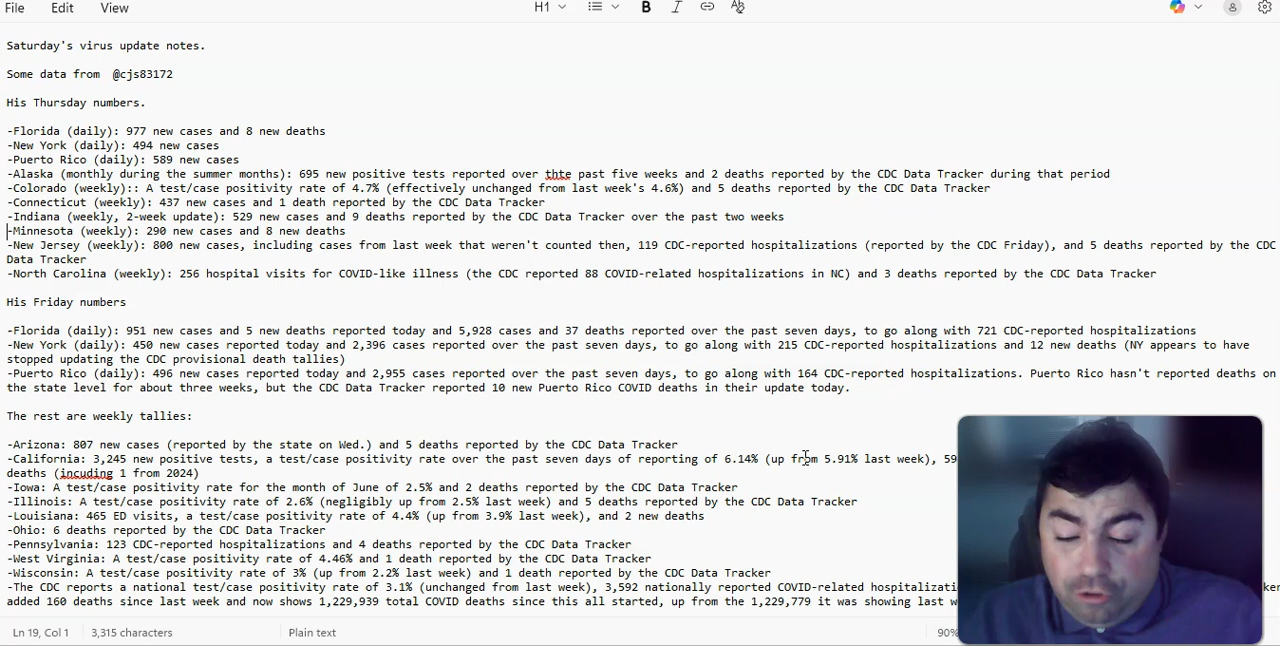 File Edit View H1 B I
Saturday's virus update notes.
Some data from  @cjs83172
His Thursday numbers.
-Florida (daily): 977 new cases and 8 new deaths
-New York (daily): 494 new cases
-Puerto Rico (daily): 589 new cases
-Alaska (monthly during the summer months): 695 new positive tests reported over thte past five weeks and 2 deaths reported by the CDC Data Tracker during that period
-Colorado (weekly):: A test/case positivity rate of 4.7% (effectively unchanged from last week's 4.6%) and 5 deaths reported by the CDC Data Tracker
-Connecticut (weekly): 437 new cases and 1 death reported by the CDC Data Tracker
-Indiana (weekly, 2-week update): 529 new cases and 9 deaths reported by the CDC Data Tracker over the past two weeks
-Minnesota (weekly): 290 new cases and 8 new deaths
-New Jersey (weekly): 800 new cases, including cases from last week that weren't counted then, 119 CDC-reported hospitalizations (reported by the CDC Friday), and 5 deaths reported by the CDC
Data Tracker
-North Carolina (weekly): 256 hospital visits for COVID-like illness (the CDC reported 88 COVID-related hospitalizations in NC) and 3 deaths reported by the CDC Data Tracker
His Friday numbers
-Florida (daily): 951 new cases and 5 new deaths reported today and 5,928 cases and 37 deaths reported over the past seven days, to go along with 721 CDC-reported hospitalizations
-New York (daily): 450 new cases reported today and 2,396 cases reported over the past seven days, to go along with 215 CDC-reported hospitalizations and 12 new deaths (NY appears to have
stopped updating the CDC provisional death tallies)
-Puerto Rico (daily): 496 new cases reported today and 2,955 cases reported over the past seven days, to go along with 164 CDC-reported hospitalizations. Puerto Rico hasn't reported deaths on
the state level for about three weeks, but the CDC Data Tracker reported 10 new Puerto Rico COVID deaths in their update today.
The rest are weekly tallies:
-Arizona: 807 new cases (reported by the state on Wed.) and 5 deaths reported by the CDC Data Tracker
-California: 3,245 new positive tests, a test/case positivity rate over the past seven days of reporting of 6.14% (up from 5.91% last week), 59
deaths (incuding 1 from 2024)
-Iowa: A test/case positivity rate for the month of June of 2.5% and 2 deaths reported by the CDC Data Tracker
-Illinois: A test/case positivity rate of 2.6% (negligibly up from 2.5% last week) and 5 deaths reported by the CDC Data Tracker
-Louisiana: 465 ED visits, a test/case positivity rate of 4.4% (up from 3.9% last week), and 2 new deaths
-Ohio: 6 deaths reported by the CDC Data Tracker
-Pennsylvania: 123 CDC-reported hospitalizations and 4 deaths reported by the CDC Data Tracker
-West Virginia: A test/case positivity rate of 4.46% and 1 death reported by the CDC Data Tracker
-Wisconsin: A test/case positivity rate of 3% (up from 2.2% last week) and 1 death reported by the CDC Data Tracker
-The CDC reports a national test/case positivity rate of 3.1% (unchanged from last week), 3,592 nationally reported COVID-related
added 160 deaths since last week and now shows 1,229,939 total COVID deaths since this all started, up from the 1,229,779 it was showing last
Ln 19, Col 1 3,315 characters Plain text 90%